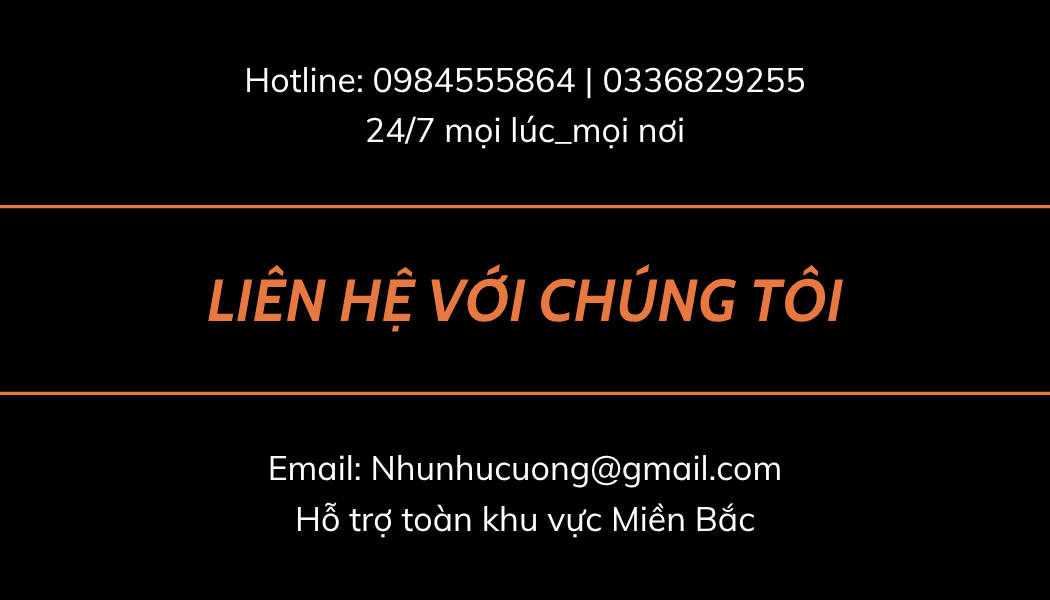 Hotline: 0984555864 | 0336829255
24/7 mọi lúc_mọi nơi
LIÊN HỆ VỚI CHÚNG TÔI
Email: Nhunhucuong@gmail.com
Hỗ trợ toàn khu vực Miền Bắc